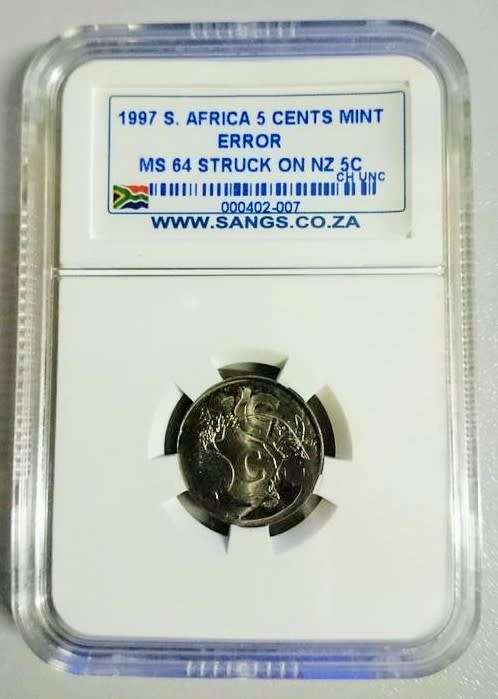 1997 S. AFRICA 5 CENTS MINT
ERROR
MS 64 STRUCK ON NZ 5C
CH UNC
000402-007
WWW.SANGS.CO.ZA
5
C